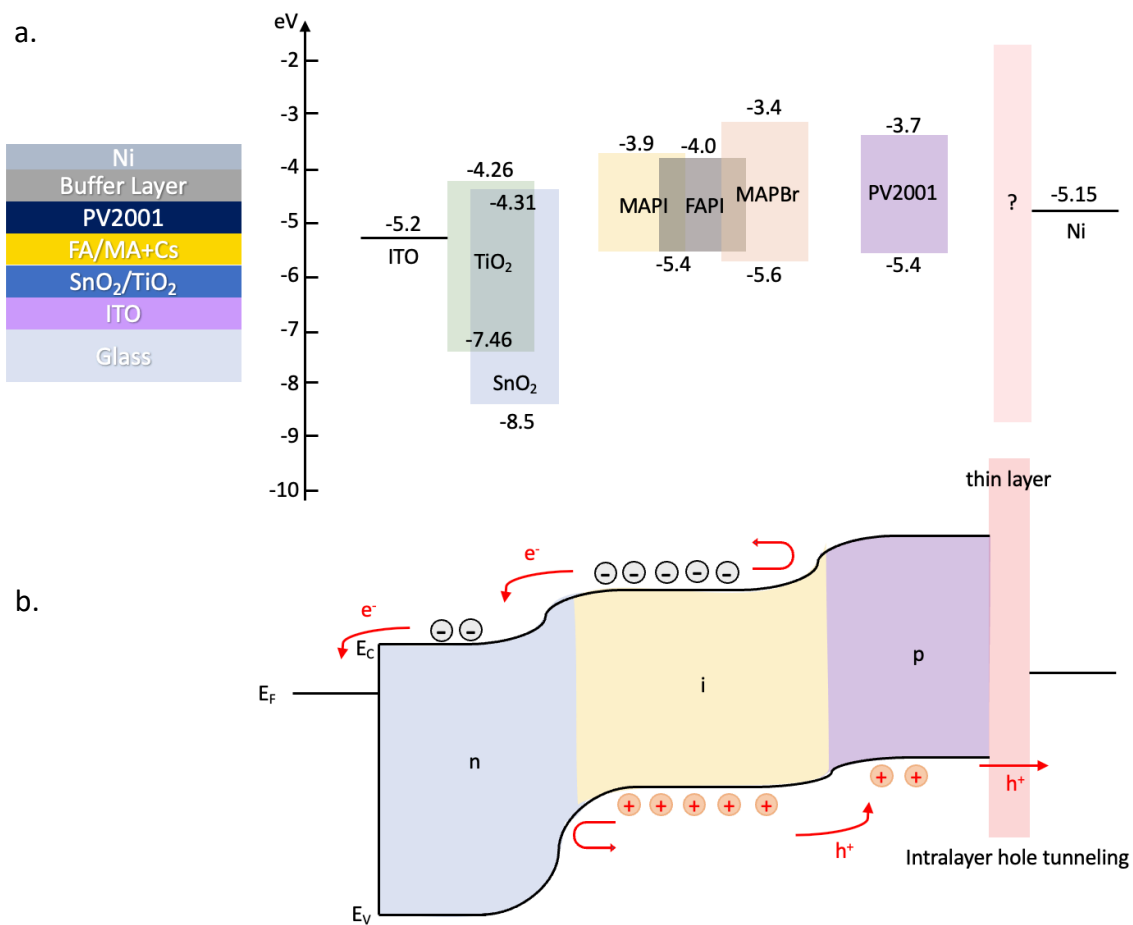 a.
Ni
Buffer Layer
PV2001
FA/MA+Cs
SnO₂/TiO₂
ITO
Glass
eV
-2
-3
-4
-5
-6
-7
-8
-9
-10
-5.2
ITO
-4.26
-4.31
TiO₂
-7.46
SnO₂
-8.5
-3.9
-4.0
-3.4
MAPI
FAPI
MAPBr
-5.4
-5.6
-3.7
PV2001
-5.4
?
-5.15
Ni
thin layer
b.
e⁻
e⁻
- - - - -
- -
E_C
E_F
E_V
n
i
p
+ + + + +
+ +
h⁺
h⁺
Intralayer hole tunneling